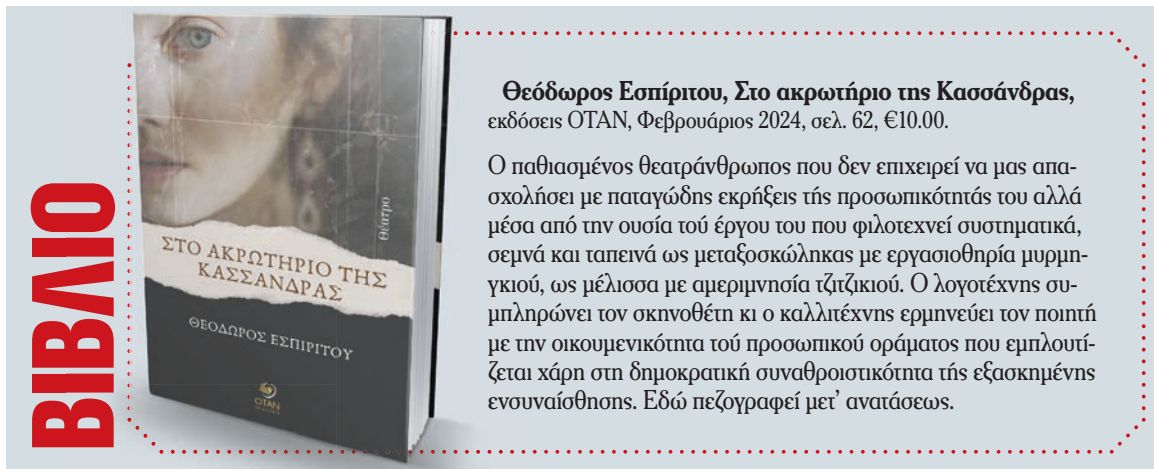 ΒΙΒΛΙΟ
θέατρο
ΣΤΟ ΑΚΡΩΤΗΡΙΟ ΤΗΣ
ΚΑΣΣΑΝΔΡΑΣ
ΘΕΟΔΩΡΟΣ ΕΣΠΙΡΙΤΟΥ
ΟΤΑΝ
Θεόδωρος Εσπίριτου, Στο ακρωτήριο της Κασσάνδρας,
εκδόσεις ΟΤΑΝ, Φεβρουάριος 2024, σελ. 62, €10.00.
Ο παθιασμένος θεατράνθρωπος που δεν επιχειρεί να μας απα-
σχολήσει με παταγώδης εκρήξεις τής προσωπικότητάς του αλλά
μέσα από την ουσία τού έργου του που φιλοτεχνεί συστηματικά,
σεμνά και ταπεινά ως μεταξοσκώληκας με εργασιοθηρία μυρμη-
γκιού, ως μέλισσα με αμεριμνησία τζιτζικιού. Ο λογοτέχνης συ-
μπληρώνει τον σκηνοθέτη κι ο καλλιτέχνης ερμηνεύει τον ποιητή
με την οικουμενικότητα τού προσωπικού οράματος που εμπλουτί-
ζεται χάρη στη δημοκρατική συναθροιστικότητα τής εξασκημένης
ενσυναίσθησης. Εδώ πεζογραφεί μετ’ ανατάσεως.